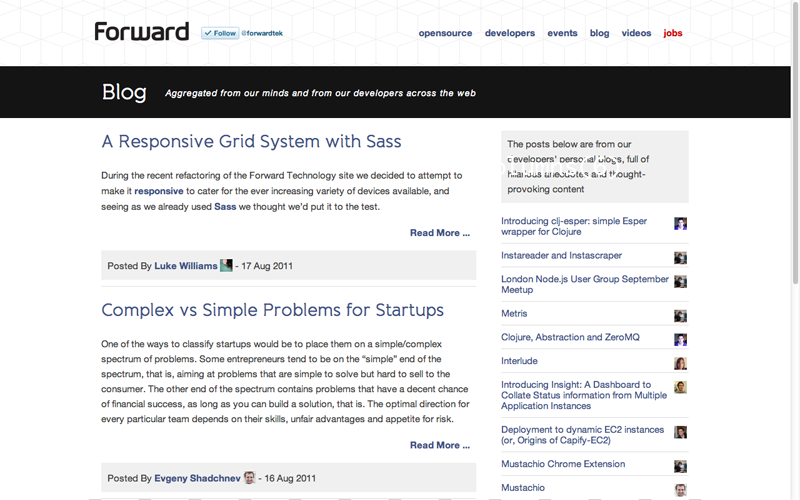 Forward
Follow @forwardtek
opensource developers events blog videos jobs
Blog
Aggregated from our minds and from our developers across the web
A Responsive Grid System with Sass
During the recent refactoring of the Forward Technology site we decided to attempt to
make it responsive to cater for the ever increasing variety of devices available, and
seeing as we already used Sass we thought we'd put it to the test.
Read More ...
Posted By Luke Williams - 17 Aug 2011
Complex vs Simple Problems for Startups
One of the ways to classify startups would be to place them on a simple/complex
spectrum of problems. Some entrepreneurs tend to be on the “simple” end of the
spectrum, that is, aiming at problems that are simple to solve but hard to sell to the
consumer. The other end of the spectrum contains problems that have a decent chance
of financial success, as long as you can build a solution, that is. The optimal direction for
every particular team depends on their skills, unfair advantages and appetite for risk.
Read More ...
Posted By Evgeny Shadchnev - 16 Aug 2011
The posts below are from our
developers' personal blogs, full of
hilarious anecdotes and thought-
provoking content
Introducing clj-esper: simple Esper
wrapper for Clojure
Instareader and Instascraper
London Node.js User Group September
Meetup
Metris
Clojure, Abstraction and ZeroMQ
Interlude
Introducing Insight: A Dashboard to
Collate Status information from Multiple
Application Instances
Deployment to dynamic EC2 instances
(or, Origins of Capify-EC2)
Mustachio Chrome Extension
Mustachio